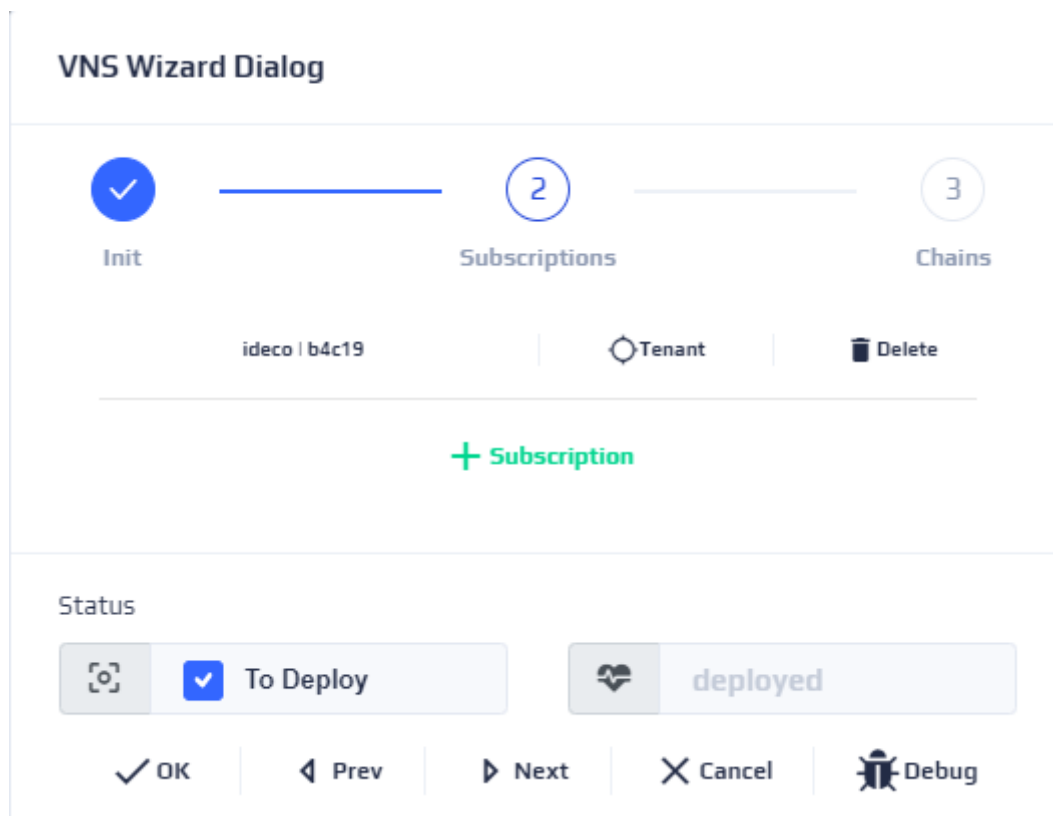 VNS Wizard Dialog
2 3
Init Subscriptions Chains
ideco | b4c19 Tenant Delete
+ Subscription
Status
To Deploy deployed
OK Prev Next Cancel Debug